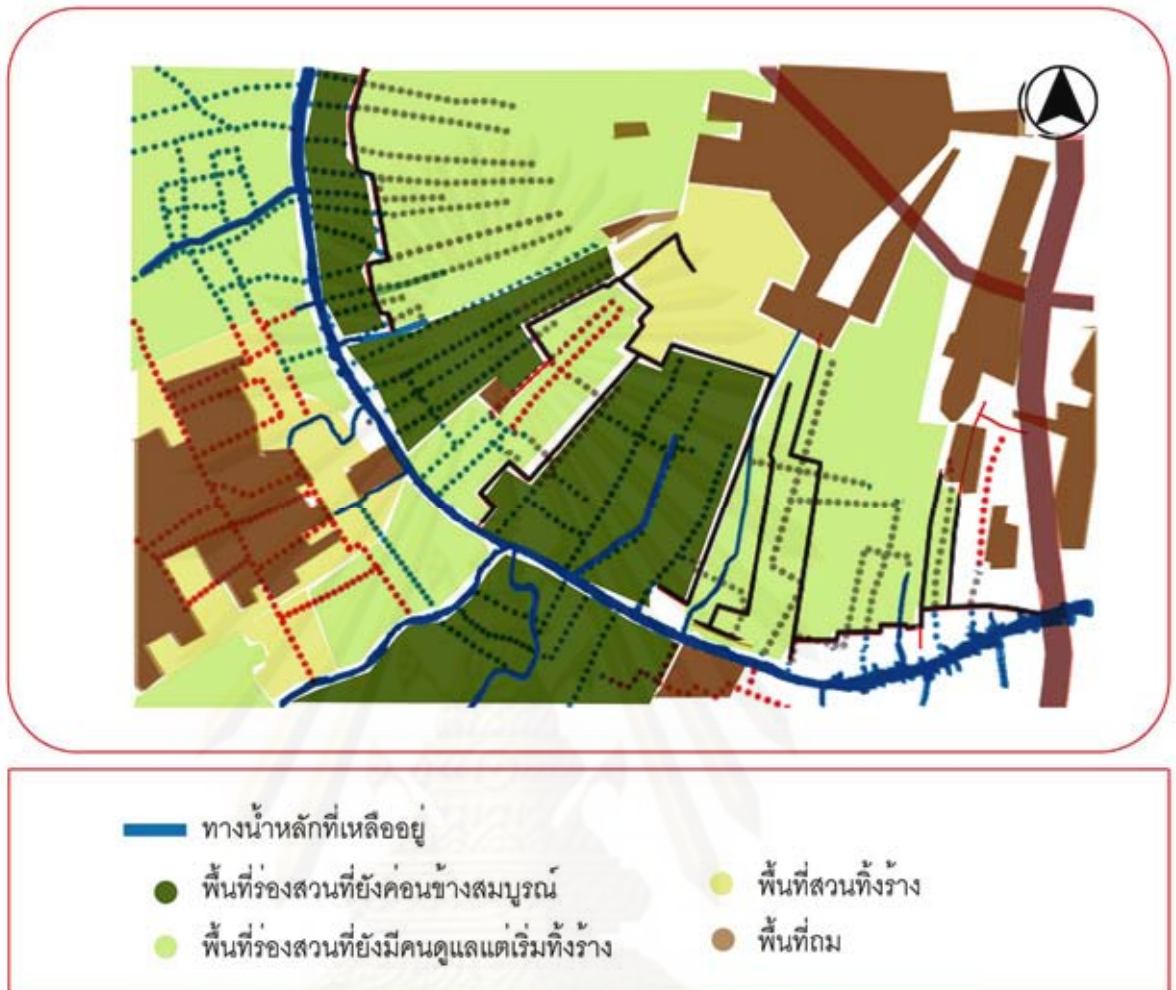 ทางน้ำหลักที่เหลืออยู่
พื้นที่ร่องสวนที่ยังค่อนข้างสมบูรณ์
พื้นที่สวนทิ้งร้าง
พื้นที่ร่องสวนที่ยังมีคนดูแลแต่เริ่มทิ้งร้าง
พื้นที่ถม